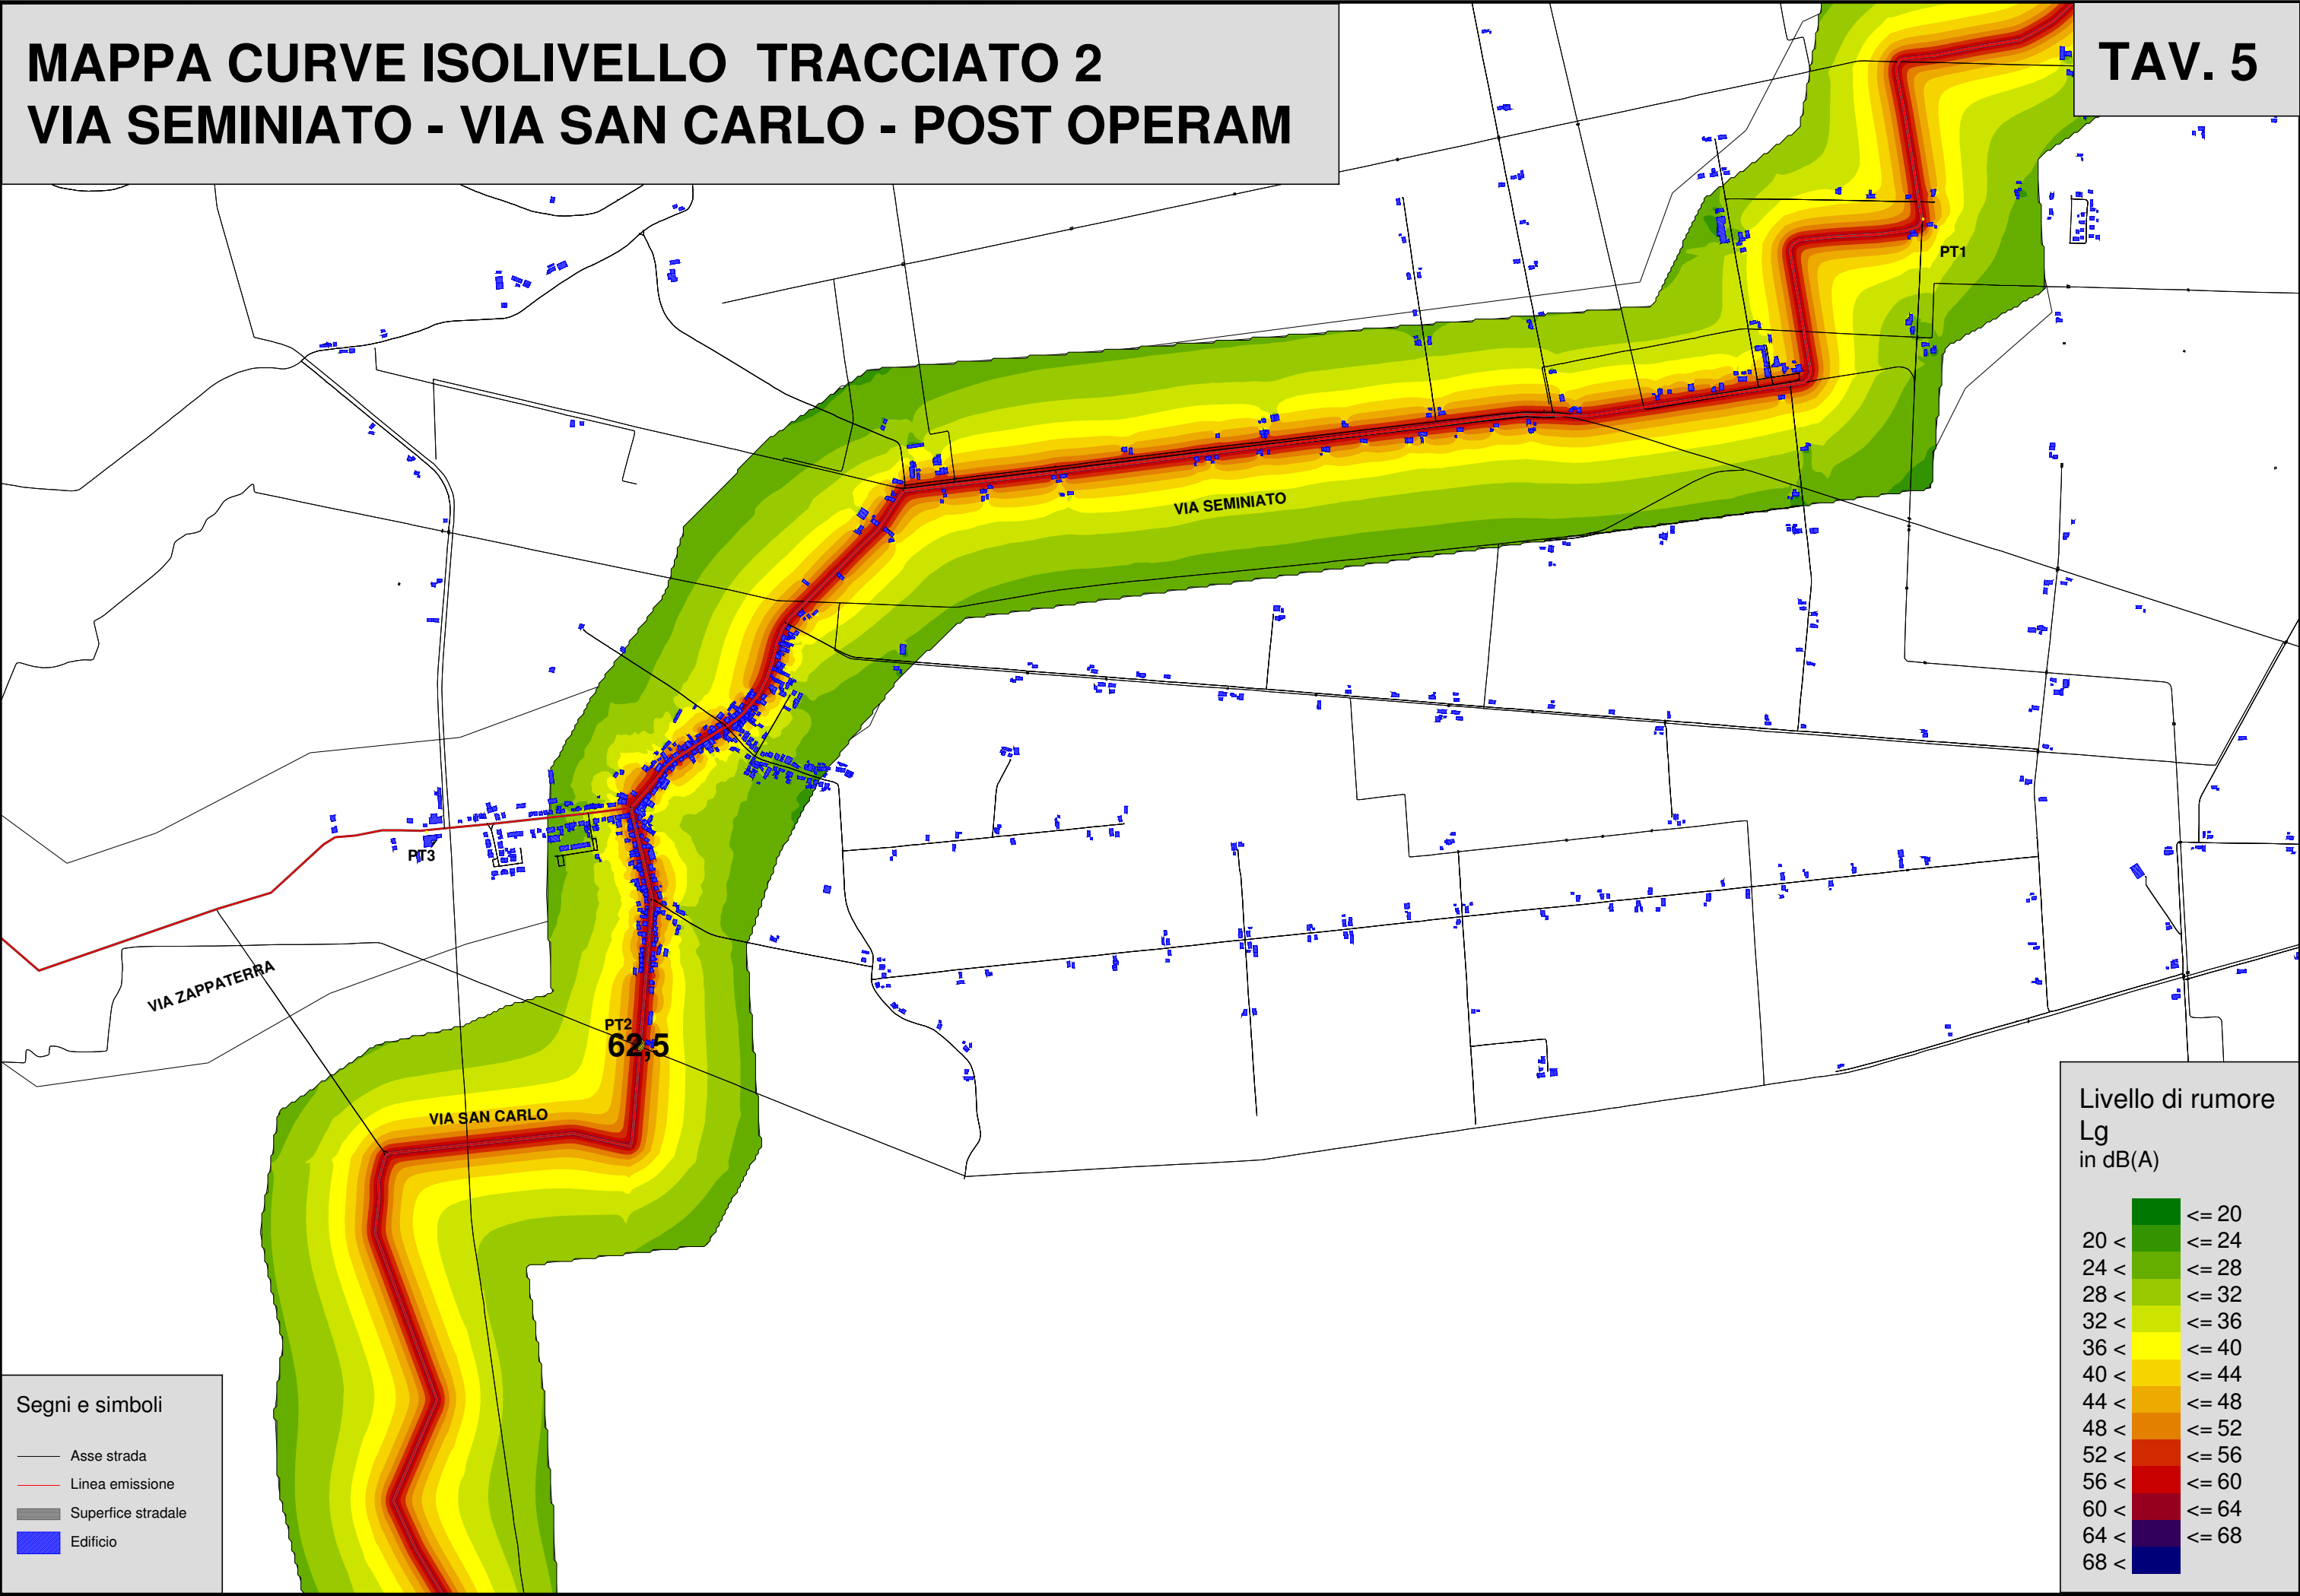 MAPPA CURVE ISOLIVELLO TRACCIATO 2
VIA SEMINIATO - VIA SAN CARLO - POST OPERAM
TAV. 5
PT1
VIA SEMINIATO
PT3
VIA ZAPPATERRA
PT2
62,5
VIA SAN CARLO
Segni e simboli
Asse strada
Linea emissione
Superfice stradale
Edificio
Livello di rumore
Lg
in dB(A)
<= 20
20 < <= 24
24 < <= 28
28 < <= 32
32 < <= 36
36 < <= 40
40 < <= 44
44 < <= 48
48 < <= 52
52 < <= 56
56 < <= 60
60 < <= 64
64 < <= 68
68 <